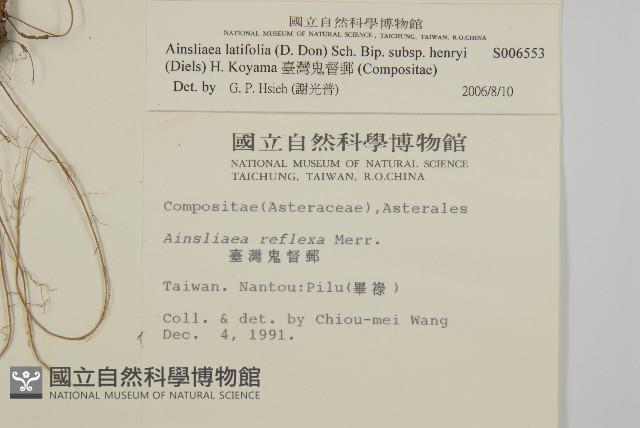 國立自然科學博物館
NATIONAL MUSEUM OF NATURAL SCIENCE, TAICHUNG, TAIWAN, R.O.CHINA
Ainsliaea latifolia (D. Don) Sch. Bip. subsp. henryi S006553
(Diels) H. Koyama 臺灣鬼督郵 (Compositae)
Det. by G. P. Hsieh (謝光普) 2006/8/10
國立自然科學博物館
NATIONAL MUSEUM OF NATURAL SCIENCE
TAICHUNG, TAIWAN, R.O.CHINA
Compositae(Asteraceae),Asterales
Ainsliaea reflexa Merr.
臺灣鬼督郵
Taiwan. Nantou:Pilu(畢祿)
Coll. & det. by Chiou-mei Wang
Dec. 4, 1991.
國立自然科學博物館
NATIONAL MUSEUM OF NATURAL SCIENCE